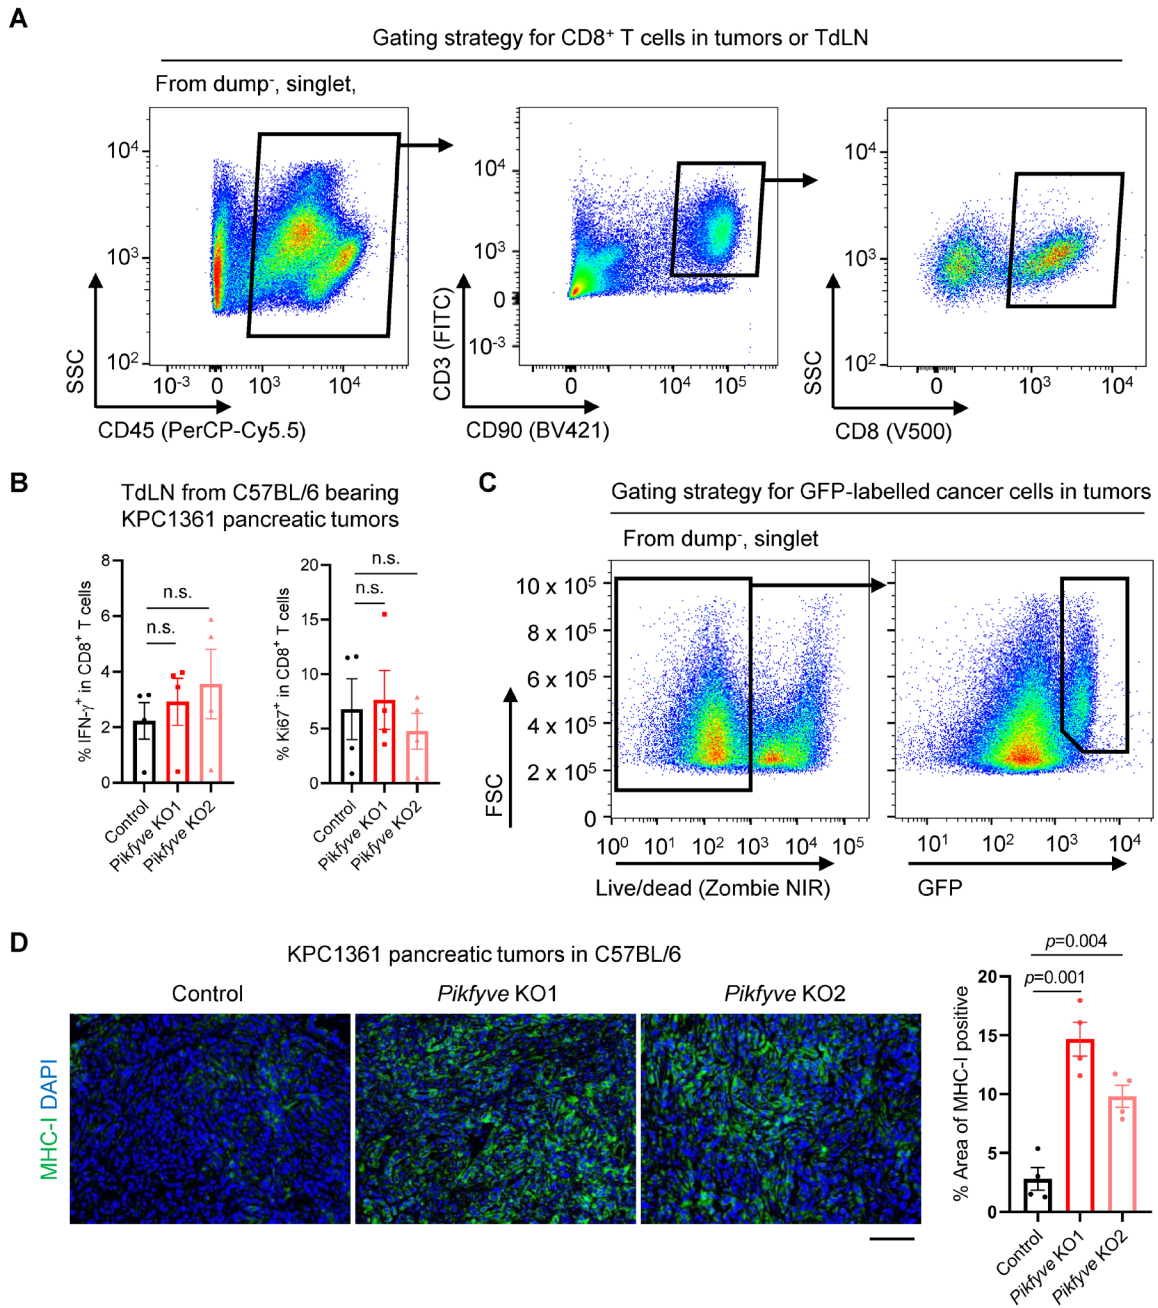 A
Gating strategy for CD8⁺ T cells in tumors or TdLN
From dump⁻, singlet,
10⁴
10³
10²
SSC
10⁻³ 0 10³ 10⁴
CD45 (PerCP-Cy5.5)
10⁴
10³
0
10⁻³
CD3 (FITC)
0 10⁴ 10⁵
CD90 (BV421)
10⁴
10³
10²
SSC
0 10³ 10⁴
CD8 (V500)
B
TdLN from C57BL/6 bearing
KPC1361 pancreatic tumors
% IFN-γ⁺ in CD8⁺ T cells
8
6
4
2
0
n.s.
n.s.
Control
Pikfyve KO1
Pikfyve KO2
% Ki67⁺ in CD8⁺ T cells
20
15
10
5
0
n.s.
n.s.
Control
Pikfyve KO1
Pikfyve KO2
C
Gating strategy for GFP-labelled cancer cells in tumors
From dump⁻, singlet
10 x 10⁵
8 x 10⁵
6 x 10⁵
4 x 10⁵
2 x 10⁵
0
FSC
10⁰ 10¹ 10² 10³ 10⁴ 10⁵
Live/dead (Zombie NIR)
10¹ 10² 10³ 10⁴
GFP
D
KPC1361 pancreatic tumors in C57BL/6
Control
Pikfyve KO1
Pikfyve KO2
MHC-I DAPI
% Area of MHC-I positive
p=0.004
p=0.001
20
15
10
5
0
Control
Pikfyve KO1
Pikfyve KO2